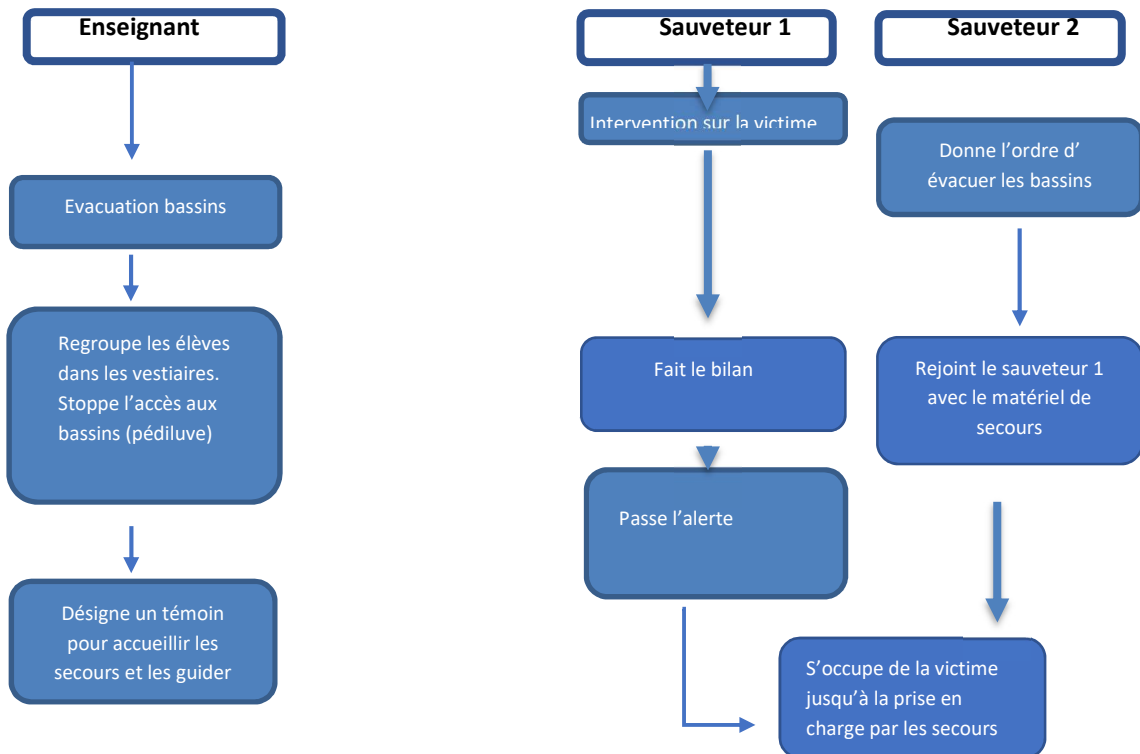 Enseignant
Evacuation bassins
Regroupe les élèves
dans les vestiaires.
Stoppe l’accès aux
bassins (pédiluve)
Désigne un témoin
pour accueillir les
secours et les guider
Sauveteur 1
Intervention sur la victime
Fait le bilan
Passe l’alerte
Sauveteur 2
Donne l’ordre d’
évacuer les bassins
Rejoint le sauveteur 1
avec le matériel de
secours
S’occupe de la victime
jusqu’à la prise en
charge par les secours